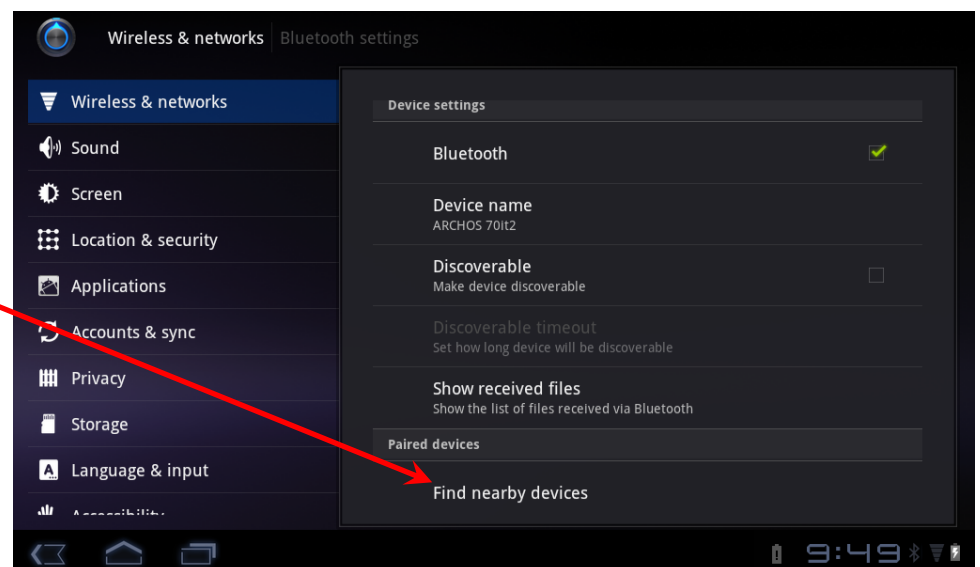 Wireless & networks Bluetooth settings
Wireless & networks
Sound
Screen
Location & security
Applications
Accounts & sync
Privacy
Storage
Language & input
Accessibility
Device settings
Bluetooth
Device name
ARCHOS 70it2
Discoverable
Make device discoverable
Discoverable timeout
Set how long device will be discoverable
Show received files
Show the list of files received via Bluetooth
Paired devices
Find nearby devices
9:49